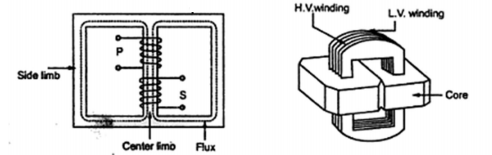 P
Side limb
S
Center limb
Flux
H.V.winding
L.V. winding
Core